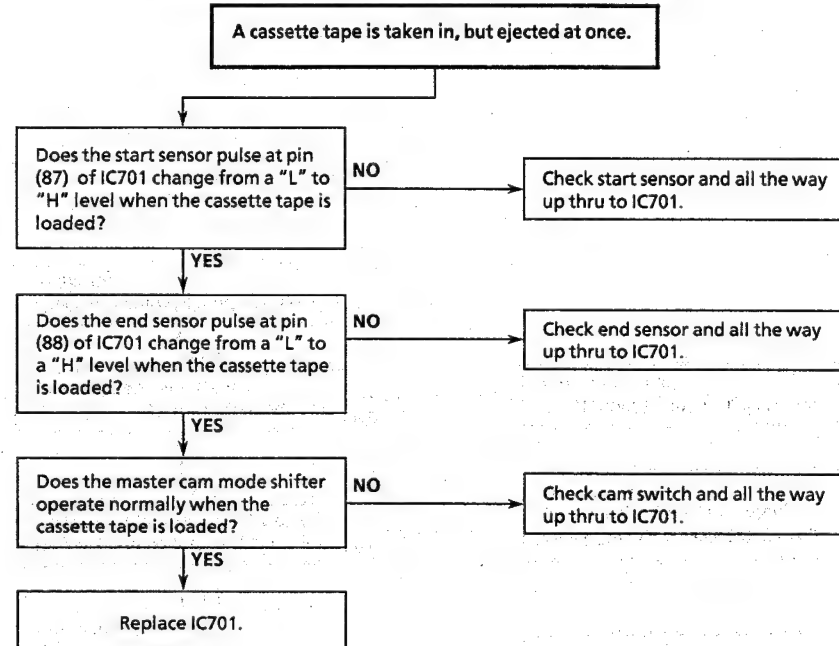 A cassette tape is taken in, but ejected at once.
Does the start sensor pulse at pin
(87) of IC701 change from a "L" to
"H" level when the cassette tape is
loaded?
NO
Check start sensor and all the way
up thru to IC701.
YES
Does the end sensor pulse at pin
(88) of IC701 change from a "L" to
a "H" level when the cassette tape
is loaded?
NO
Check end sensor and all the way
up thru to IC701.
YES
Does the master cam mode shifter
operate normally when the
cassette tape is loaded?
NO
Check cam switch and all the way
up thru to IC701.
YES
Replace IC701.